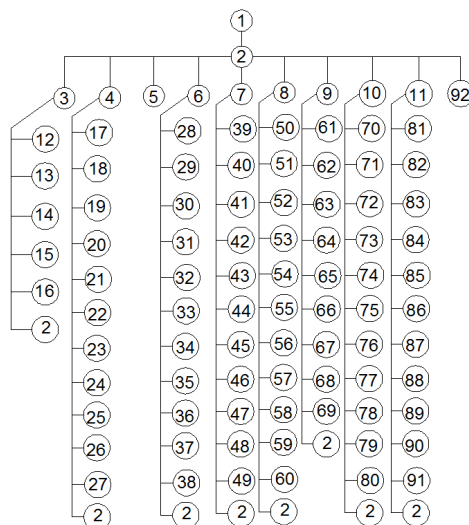 1
2
3 4 5 6 7 8 9 10 11 92
12 17 28 39 50 61 70 81
13 18 29 40 51 62 71 82
14 19 30 41 52 63 72 83
15 20 31 42 53 64 73 84
16 21 32 43 54 65 74 85
2 22 33 44 55 66 75 86
23 34 45 56 67 76 87
24 35 46 57 68 77 88
25 36 47 58 69 78 89
26 37 48 59 2 79 90
27 38 49 60 80 91
2 2 2 2 2 2